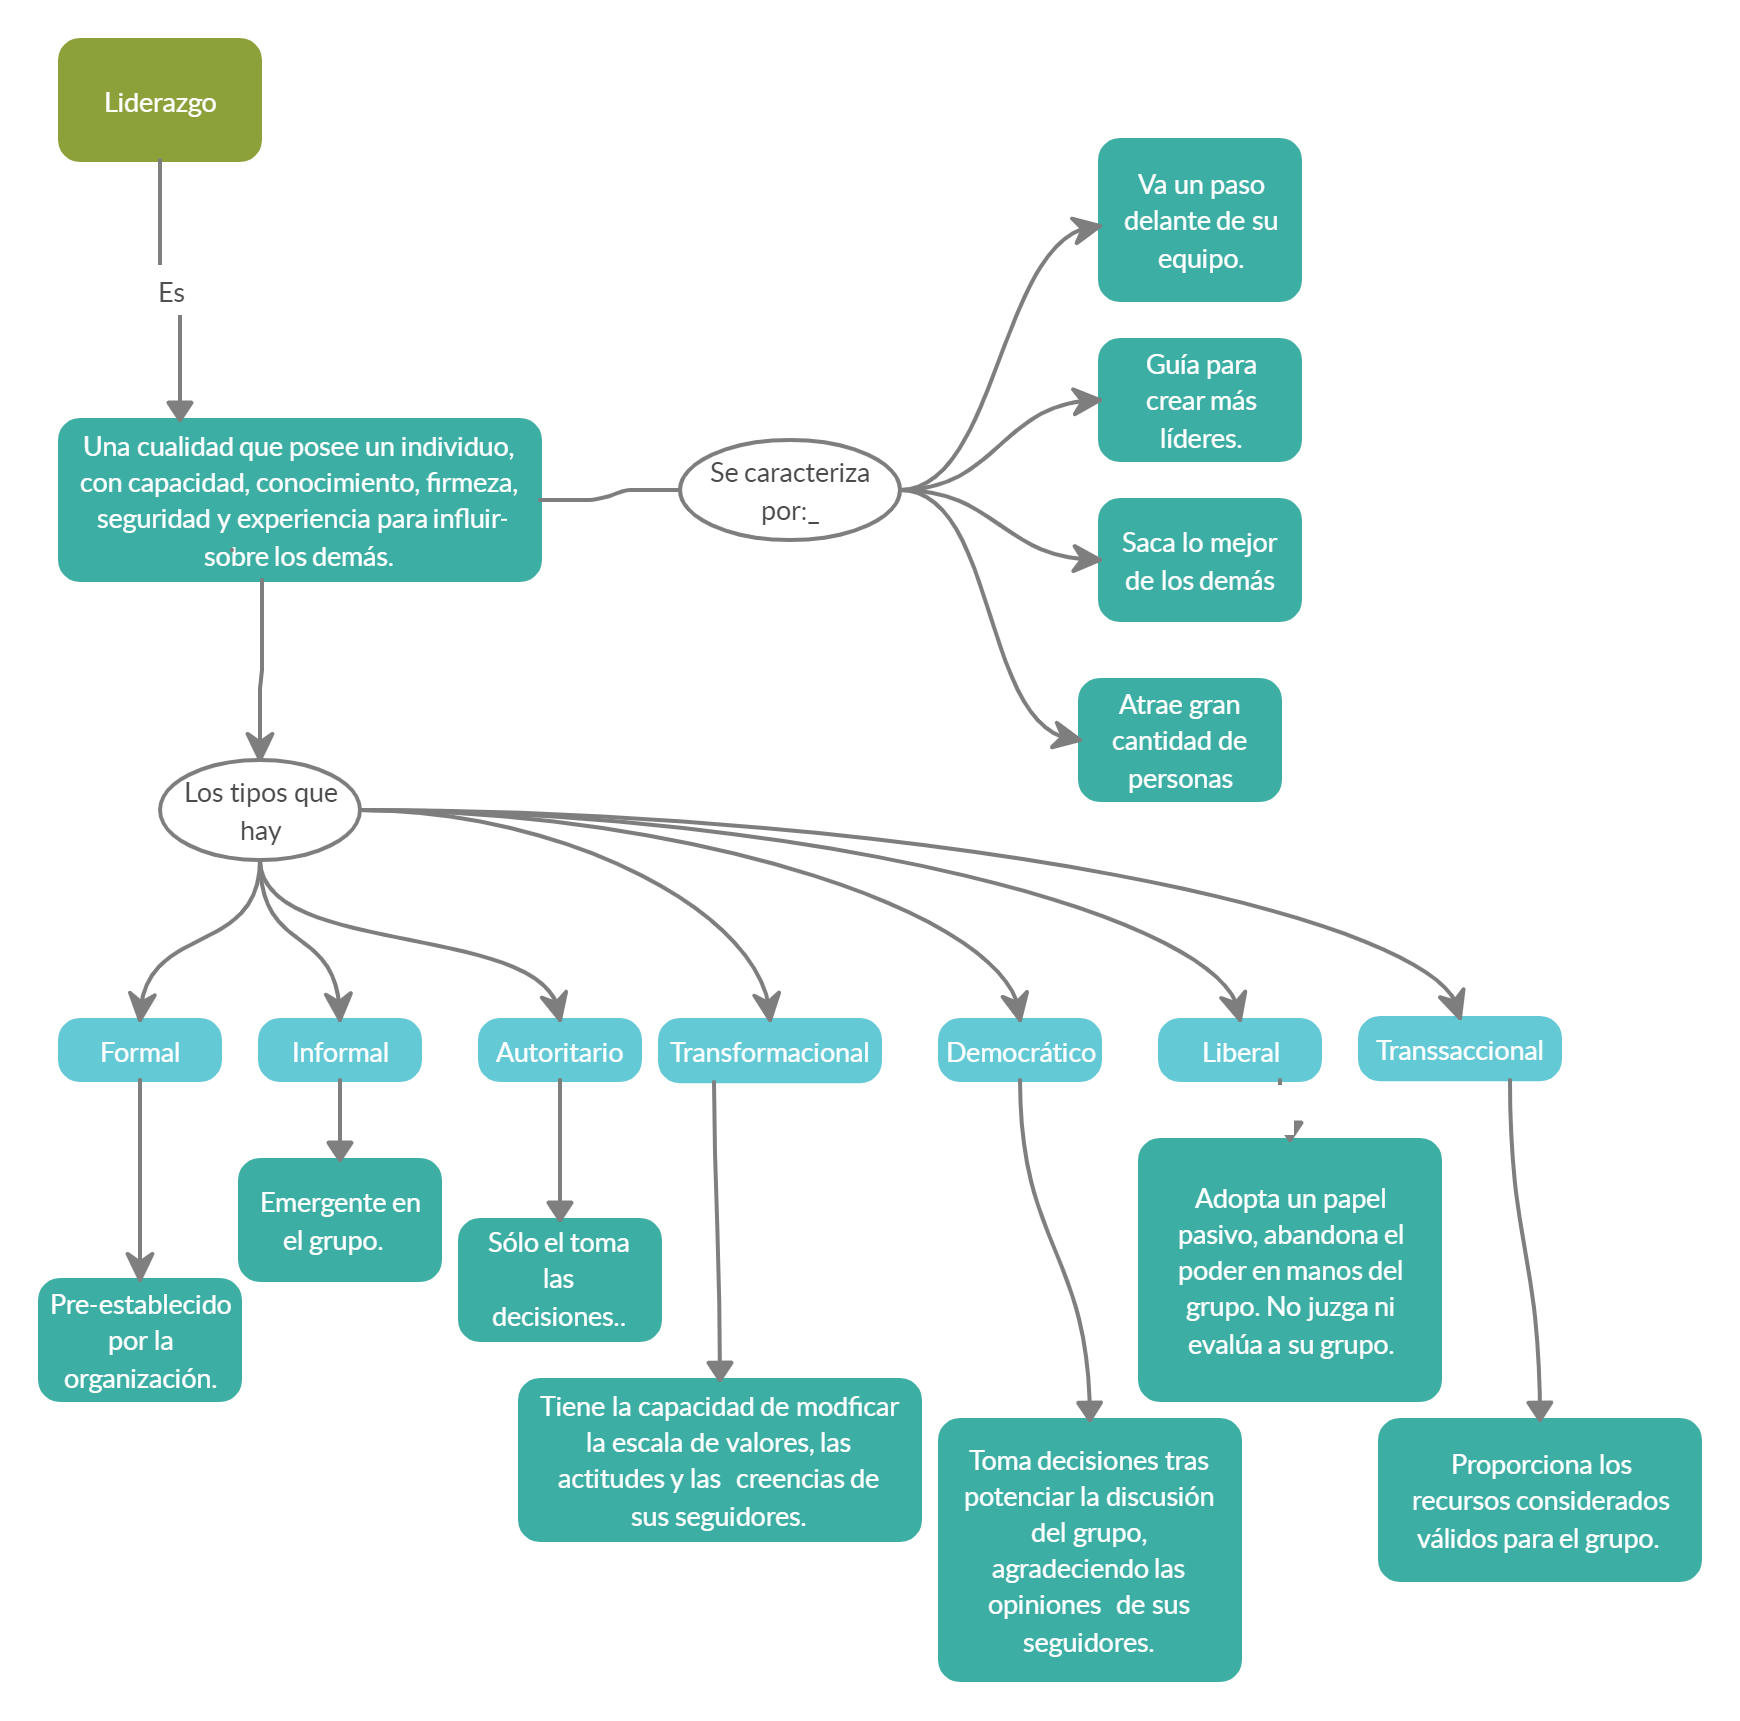 Liderazgo
Es
Una cualidad que posee un individuo,
con capacidad, conocimiento, firmeza,
seguridad y experiencia para influir-
sobre los demás.
Se caracteriza
por:_
Va un paso
delante de su
equipo.
Guía para
crear más
líderes.
Saca lo mejor
de los demás
Atrae gran
cantidad de
personas
Los tipos que
hay
Formal
Informal
Autoritario
Transformacional
Democrático
Liberal
Transsaccional
Pre-establecido
por la
organización.
Emergente en
el grupo.
Sólo el toma
las
decisiones..
Tiene la capacidad de modficar
la escala de valores, las
actitudes y las creencias de
sus seguidores.
Toma decisiones tras
potenciar la discusión
del grupo,
agradeciendo las
opiniones de sus
seguidores.
Adopta un papel
pasivo, abandona el
poder en manos del
grupo. No juzga ni
evalúa a su grupo.
Proporciona los
recursos considerados
válidos para el grupo.